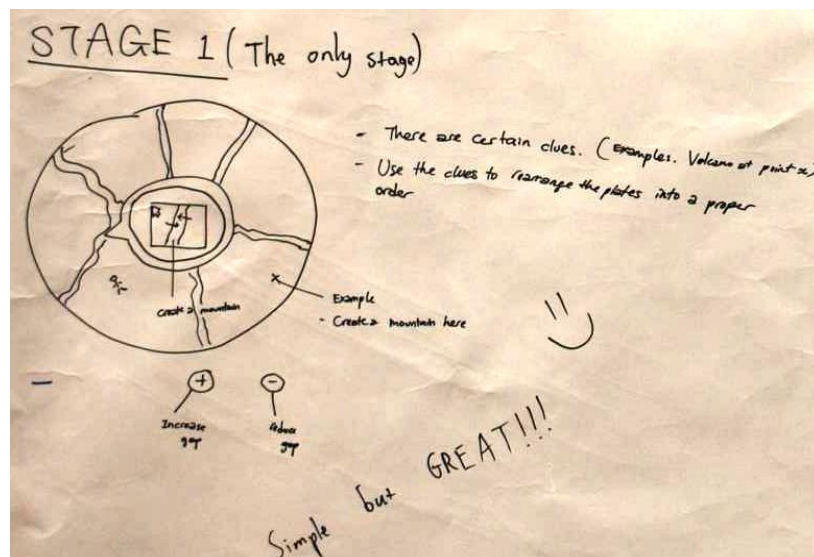 STAGE 1 (The only stage)
- There are certain clues. (Examples. Volcano at point x)
- Use the clues to rearrange the plates into a proper
order
Create a mountain
x
Example
- Create a mountain here
+
-
Increase
gap
Reduce
gap
Simple but GREAT!!!